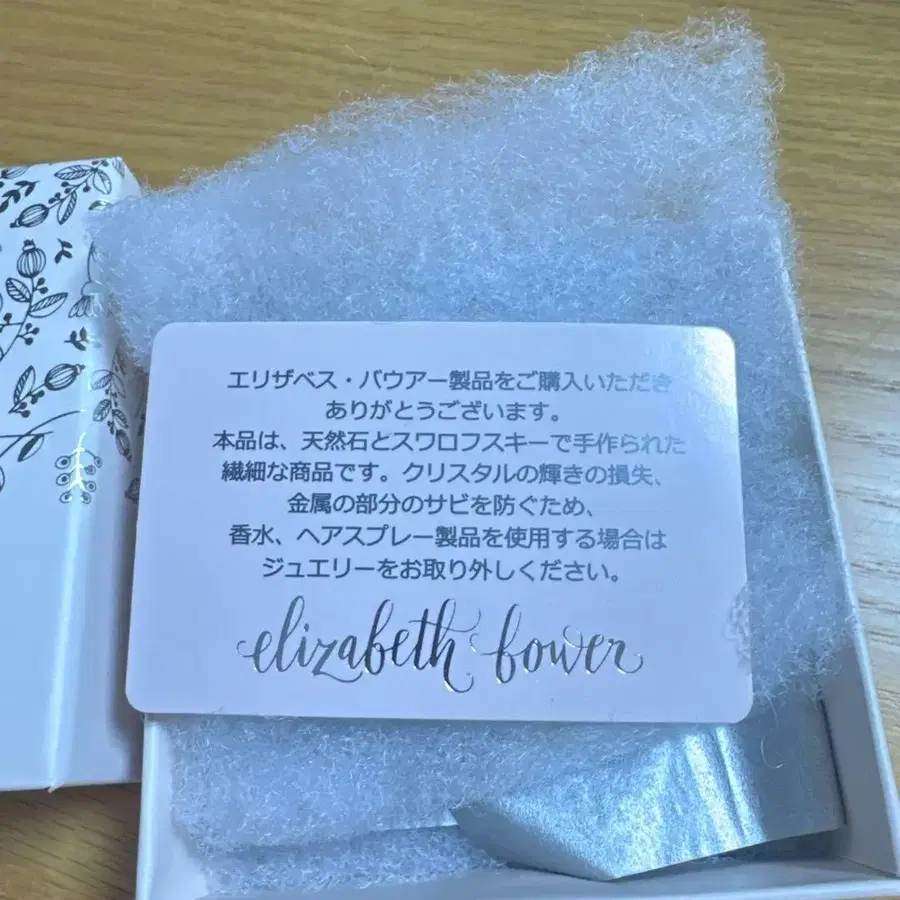 エリザベス・バウアー製品をご購入いただき
ありがとうございます。
本品は、天然石とスワロフスキーで手作られた
繊細な商品です。クリスタルの輝きの損失、
金属の部分のサビを防ぐため、
香水、ヘアスプレー製品を使用する場合は
ジュエリーをお取り外しください。
elizabeth bower